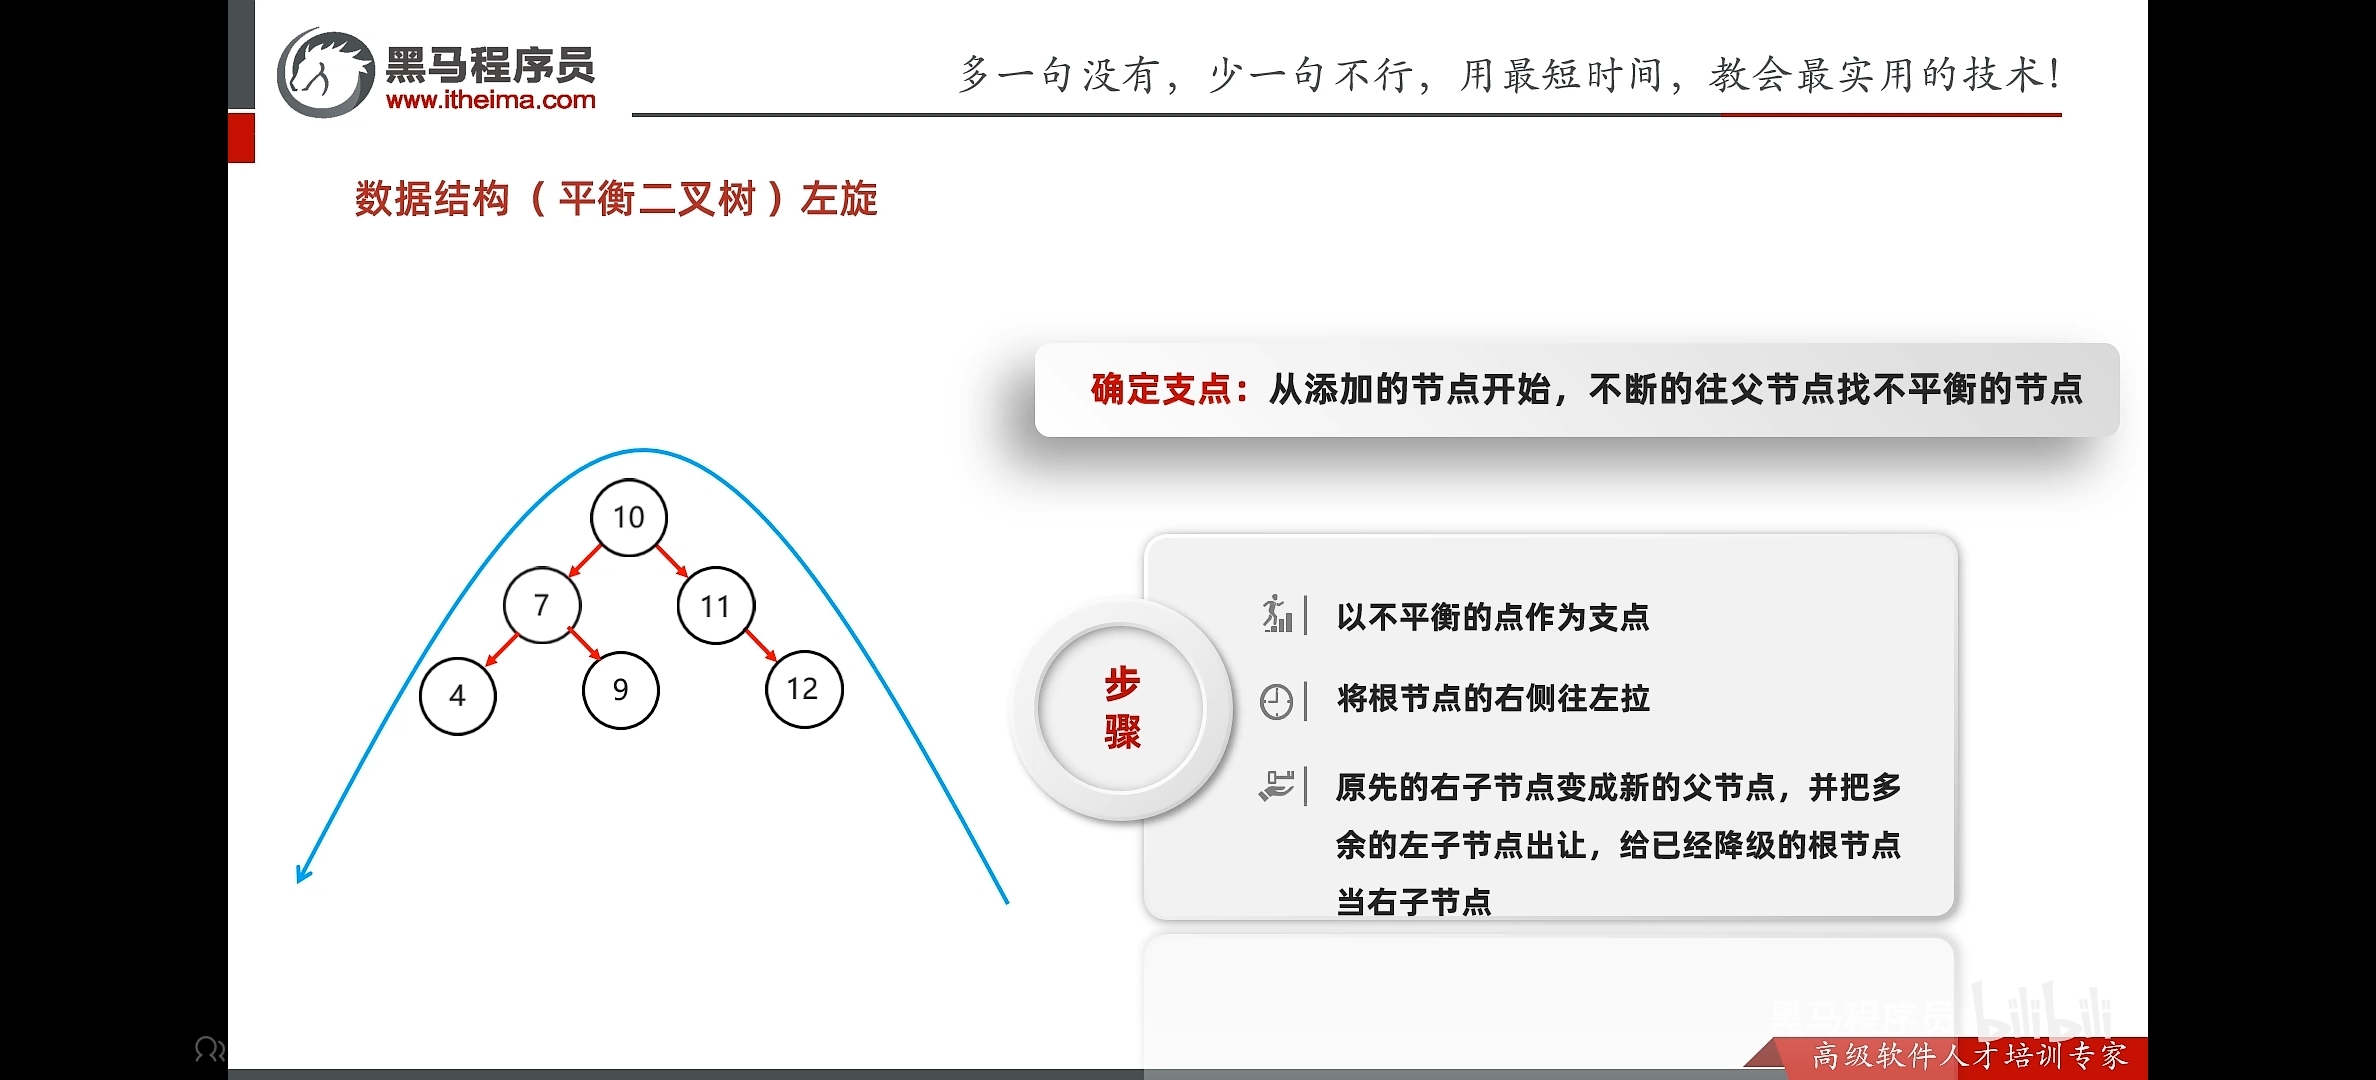 黑马程序员
www.itheima.com
多一句没有，少一句不行，用最短时间，教会最实用的技术！
数据结构（平衡二叉树）左旋
确定支点：从添加的节点开始，不断的往父节点找不平衡的节点
10
7
11
4
9
12
步
骤
以不平衡的点作为支点
将根节点的右侧往左拉
原先的右子节点变成新的父节点，并把多
余的左子节点出让，给已经降级的根节点
当右子节点
黑马程序员
bilibili
高级软件人才培训专家